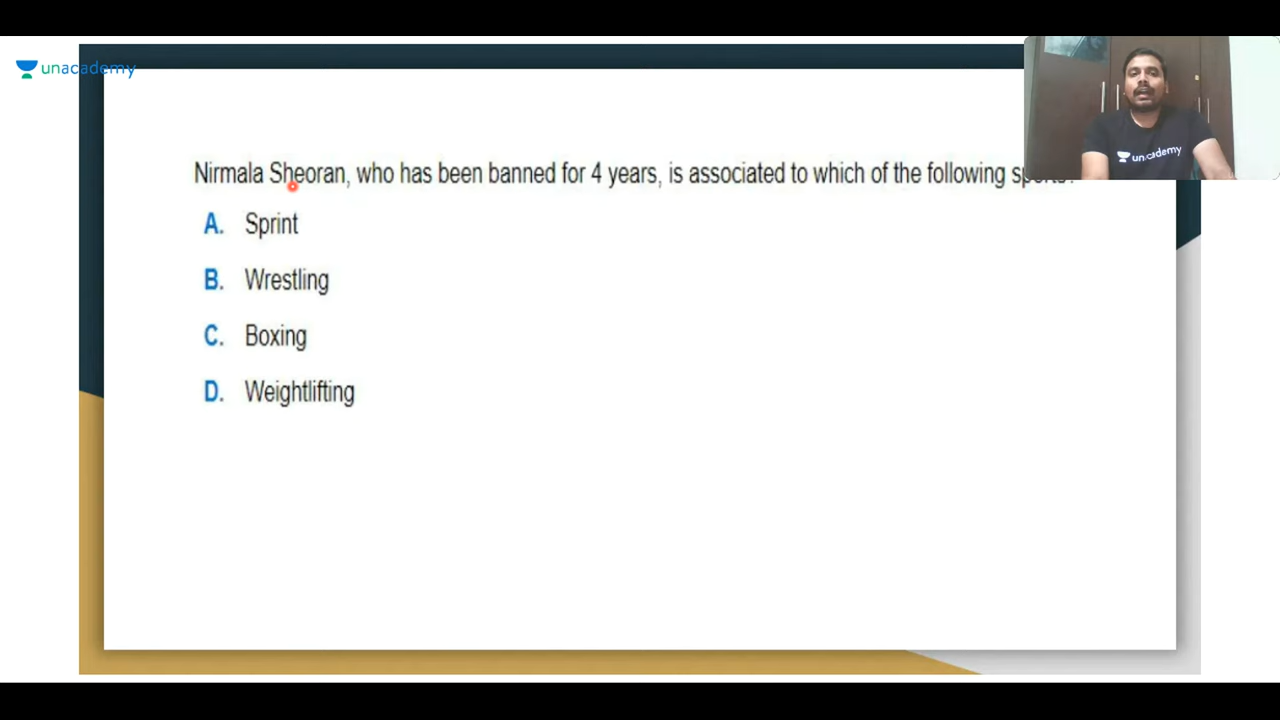 unacademy
Nirmala Sheoran, who has been banned for 4 years, is associated to which of the following
A. Sprint
B. Wrestling
C. Boxing
D. Weightlifting
unacademy